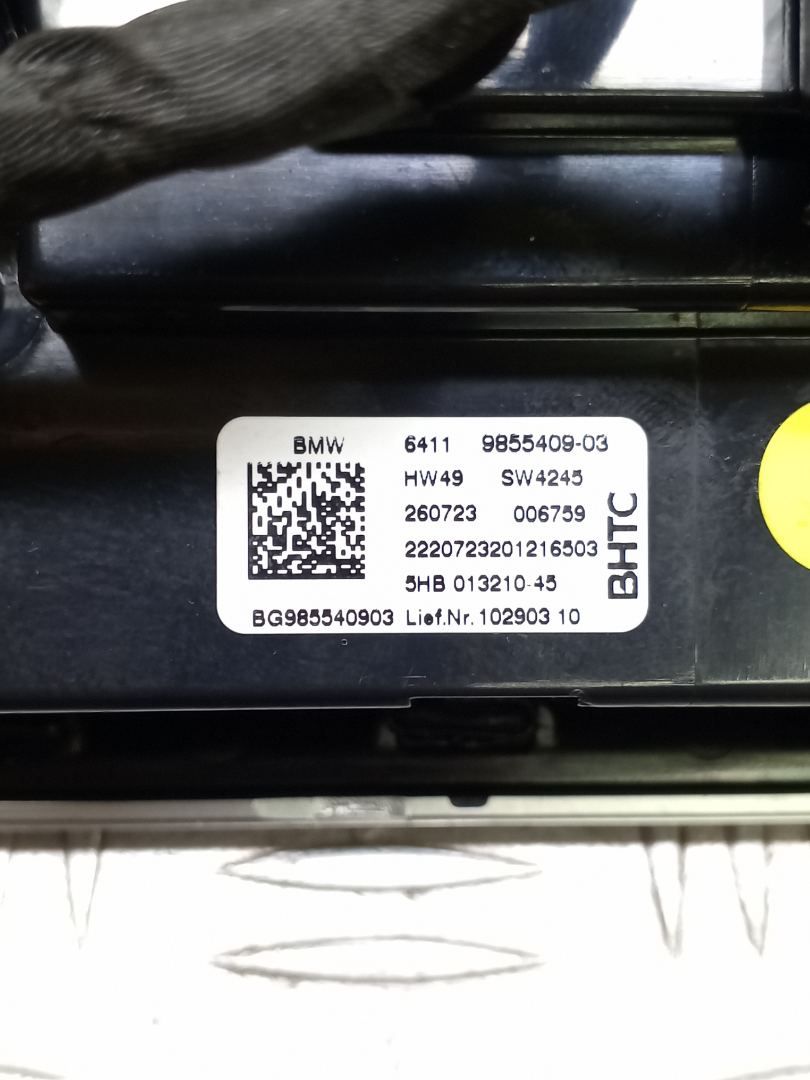 BMW 6411 9855409-03
HW49 SW4245
260723 006759
2220723201216503
5HB 013210-45
BG985540903 Lief.Nr. 102903 10
BHTC